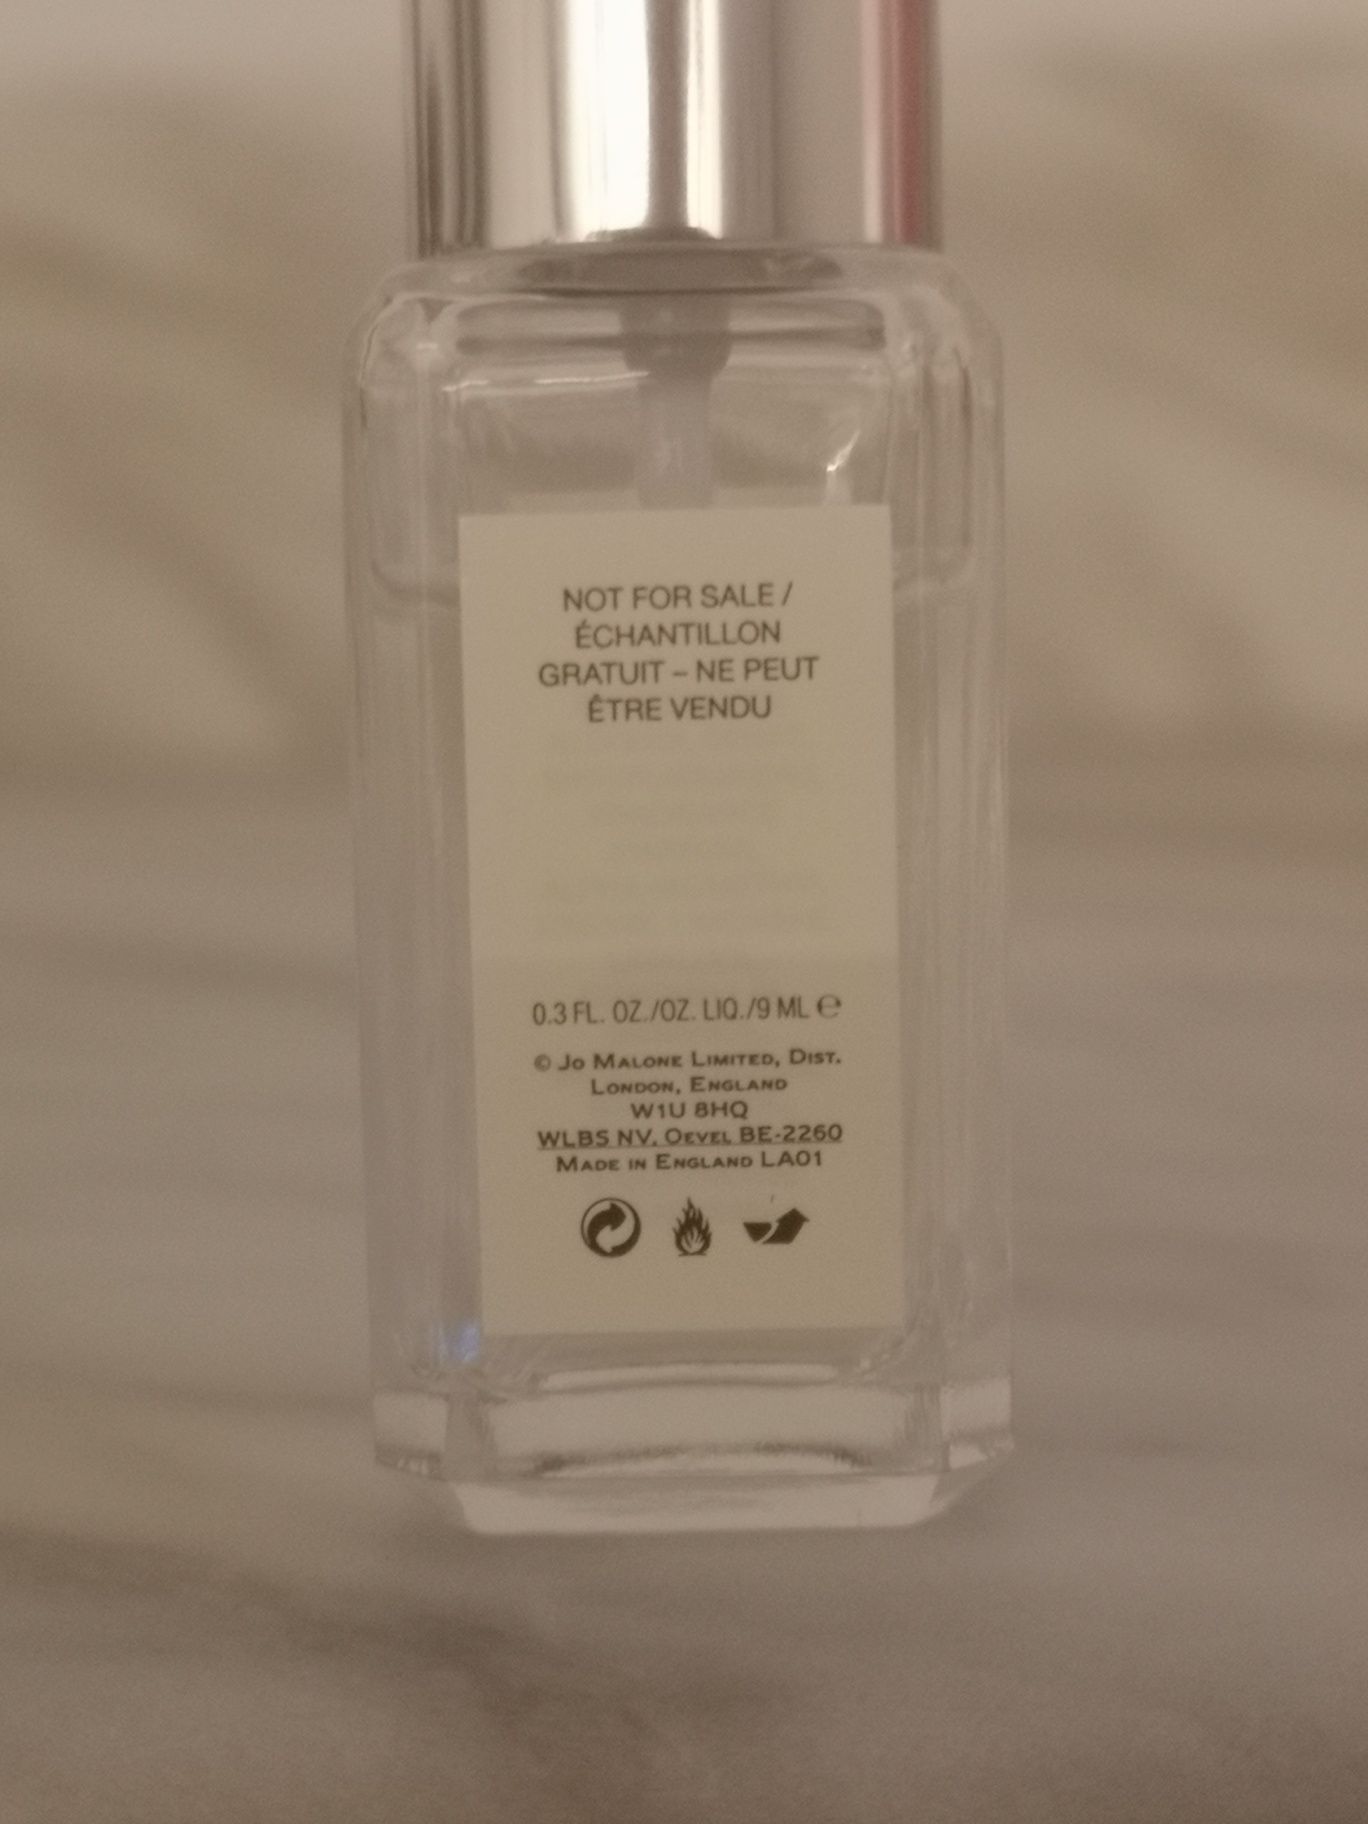 NOT FOR SALE /
ÉCHANTILLON
GRATUIT – NE PEUT
ÊTRE VENDU
0.3 FL. OZ./OZ. LIQ./9 ML ℮
© Jo Malone Limited, Dist.
London, England
W1U 8HQ
WLBS NV, Oevel BE-2260
Made in England LA01